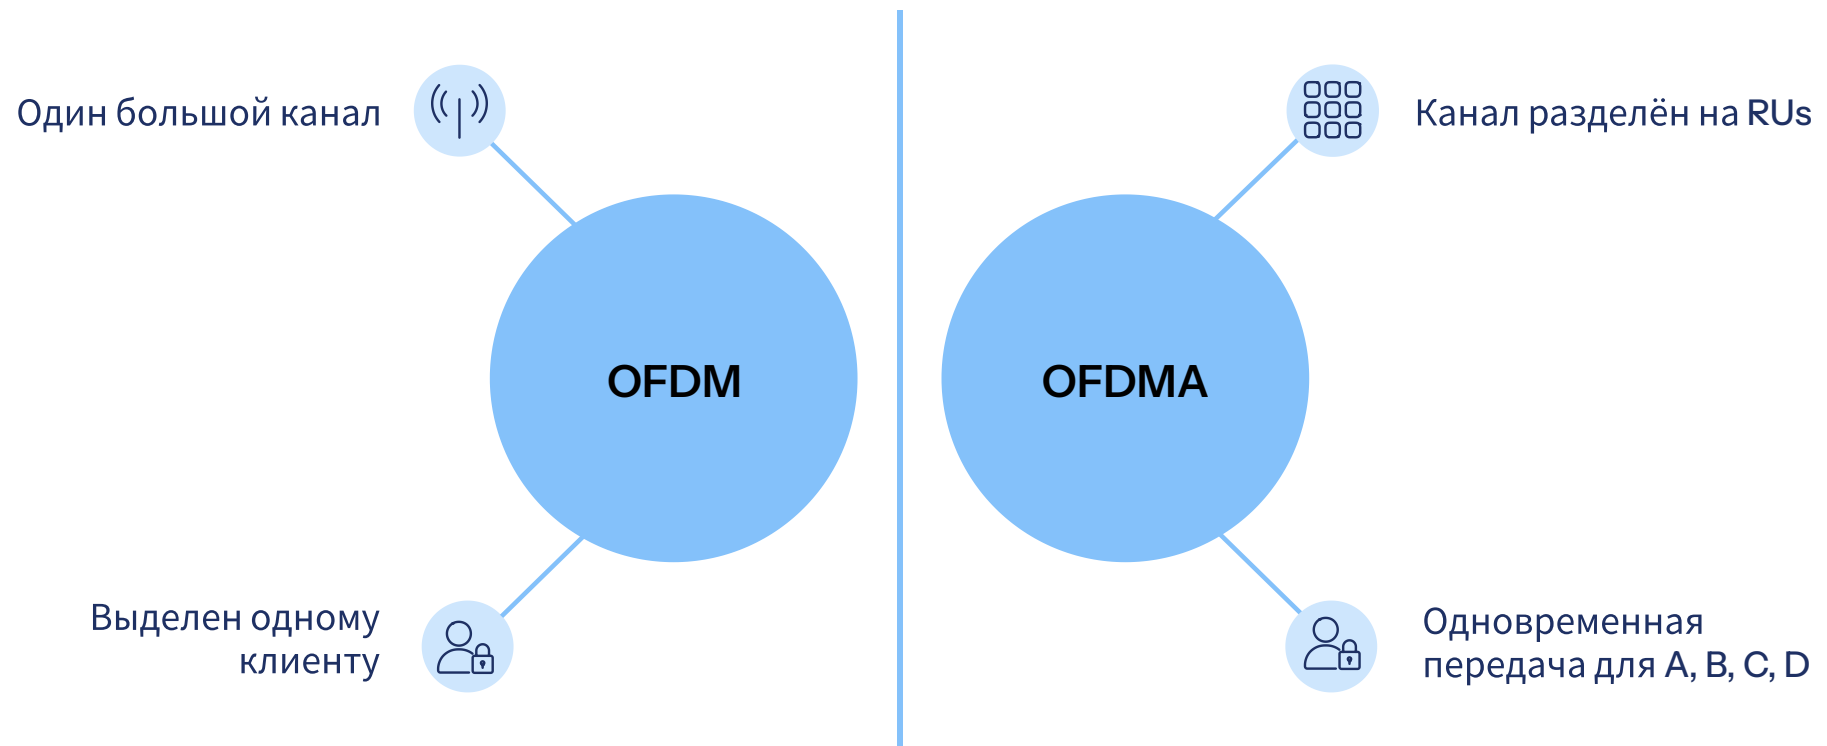 Один большой канал
OFDM
Выделен одному
клиенту
Канал разделён на RUs
OFDMA
Одновременная
передача для A, B, C, D